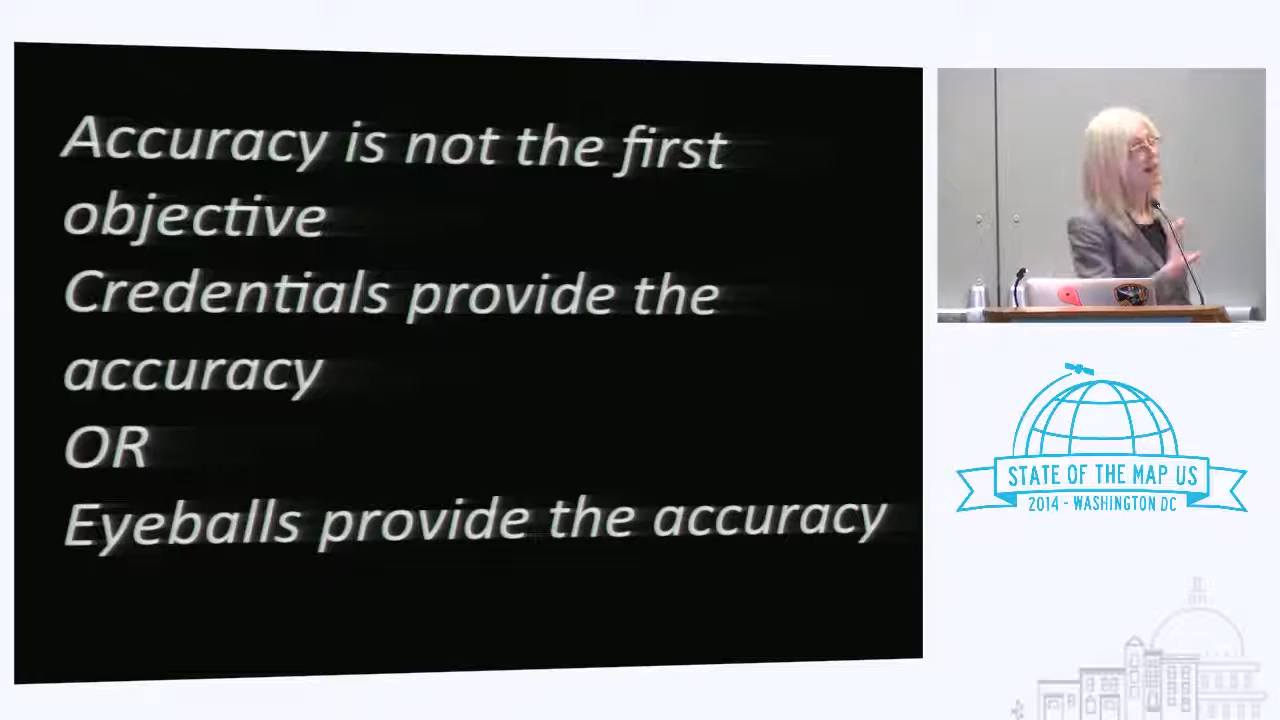 Accuracy is not the first
objective
Credentials provide the
accuracy
OR
Eyeballs provide the accuracy
STATE OF THE MAP US
2014 - WASHINGTON DC